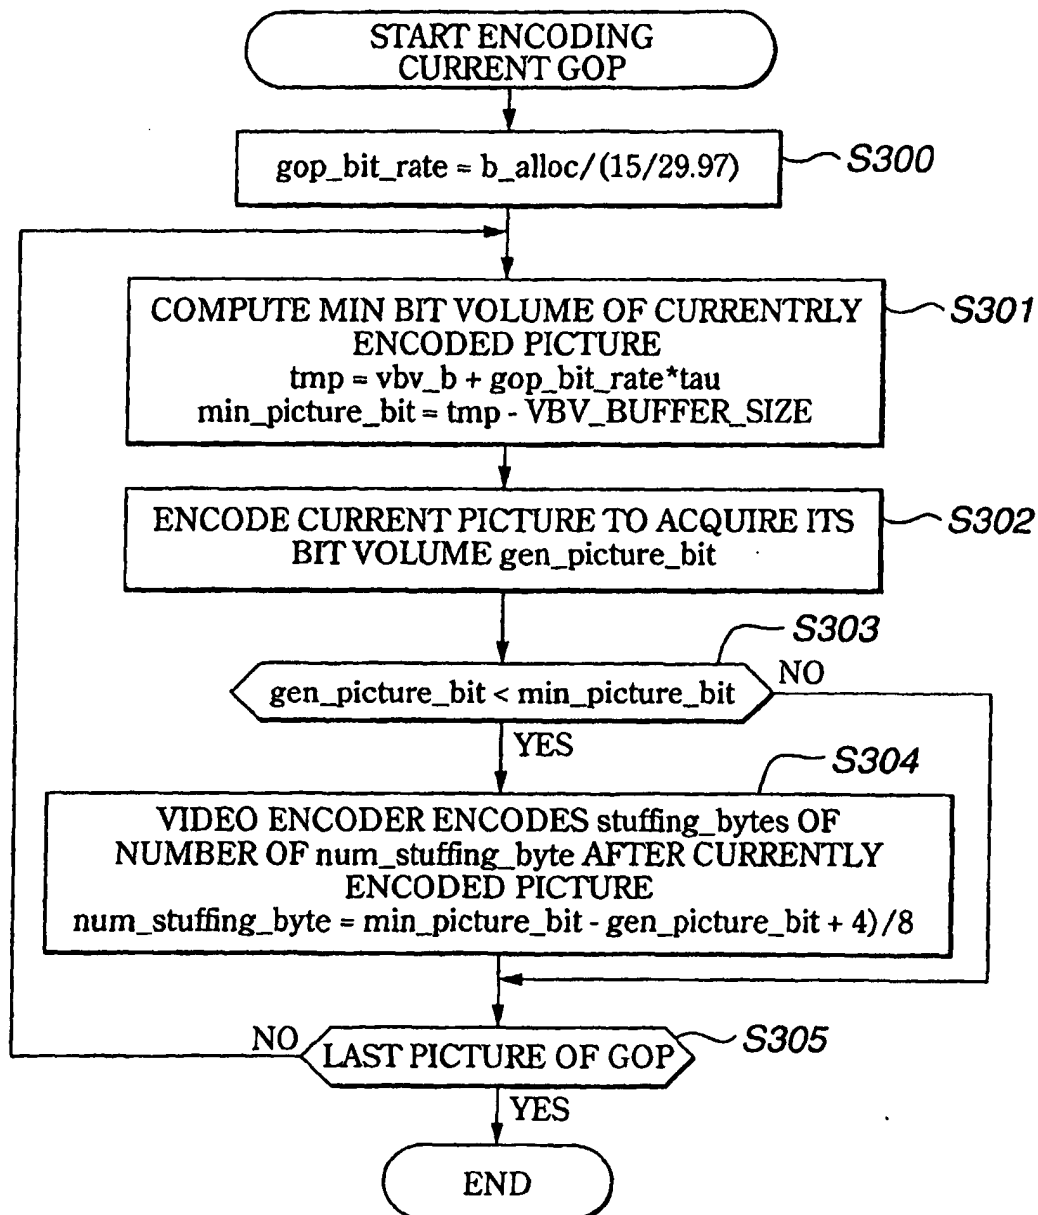 START ENCODING
CURRENT GOP
gop_bit_rate = b_alloc/(15/29.97)
S300
COMPUTE MIN BIT VOLUME OF CURRENTRLY
ENCODED PICTURE
tmp = vbv_b + gop_bit_rate*tau
min_picture_bit = tmp - VBV_BUFFER_SIZE
S301
ENCODE CURRENT PICTURE TO ACQUIRE ITS
BIT VOLUME gen_picture_bit
S302
S303
gen_picture_bit < min_picture_bit
NO
YES
S304
VIDEO ENCODER ENCODES stuffing_bytes OF
NUMBER OF num_stuffing_byte AFTER CURRENTLY
ENCODED PICTURE
num_stuffing_byte = min_picture_bit - gen_picture_bit + 4)/8
NO
LAST PICTURE OF GOP
S305
YES
END